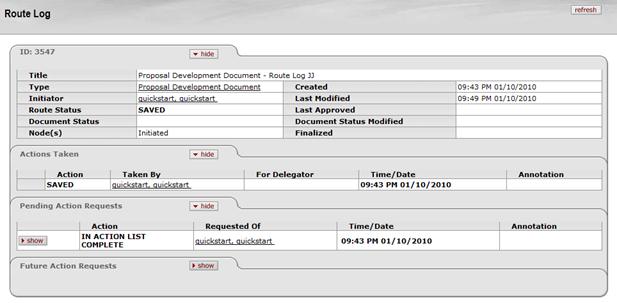 Route Log
refresh
ID: 3547 hide
Title Proposal Development Document - Route Log JJ
Type Proposal Development Document Created 09:43 PM 01/10/2010
Initiator quickstart, quickstart Last Modified 09:49 PM 01/10/2010
Route Status SAVED Last Approved
Document Status Document Status Modified
Node(s) Initiated Finalized
Actions Taken hide
Action Taken By For Delegator Time/Date Annotation
SAVED quickstart, quickstart 09:43 PM 01/10/2010
Pending Action Requests hide
Action Requested Of Time/Date Annotation
show IN ACTION LIST quickstart, quickstart 09:43 PM 01/10/2010
COMPLETE
Future Action Requests show